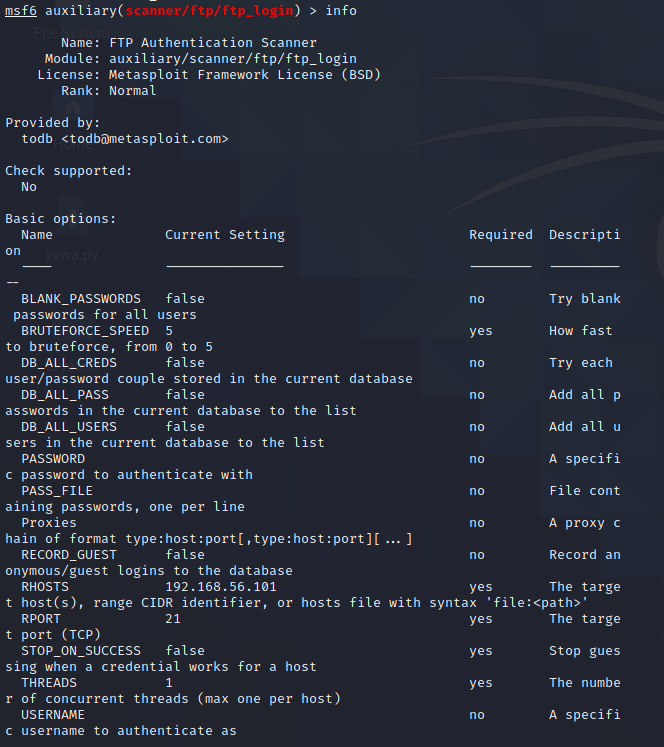 msf6 auxiliary(scanner/ftp/ftp_login) > info
File System
Name: FTP Authentication Scanner
Module: auxiliary/scanner/ftp/ftp_login
License: Metasploit Framework License (BSD)
Rank: Normal
Provided by:
todb <todb@metasploit.com>
Check supported:
No
Basic options:
Name Current Setting Required Descripti
on
xvwa.py
---- --------------- -------- ---------
--
BLANK_PASSWORDS false no Try blank
passwords for all users
BRUTEFORCE_SPEED 5 yes How fast
to bruteforce, from 0 to 5
DB_ALL_CREDS false no Try each
user/password couple stored in the current database
DB_ALL_PASS false no Add all p
asswords in the current database to the list
DB_ALL_USERS false no Add all u
sers in the current database to the list
PASSWORD no A specifi
c password to authenticate with
PASS_FILE no File cont
aining passwords, one per line
Proxies no A proxy c
hain of format type:host:port[,type:host:port][...]
RECORD_GUEST false no Record an
onymous/guest logins to the database
RHOSTS 192.168.56.101 yes The targe
t host(s), range CIDR identifier, or hosts file with syntax 'file:<path>'
RPORT 21 yes The targe
t port (TCP)
STOP_ON_SUCCESS false yes Stop gues
sing when a credential works for a host
THREADS 1 yes The numbe
r of concurrent threads (max one per host)
USERNAME no A specifi
c username to authenticate as